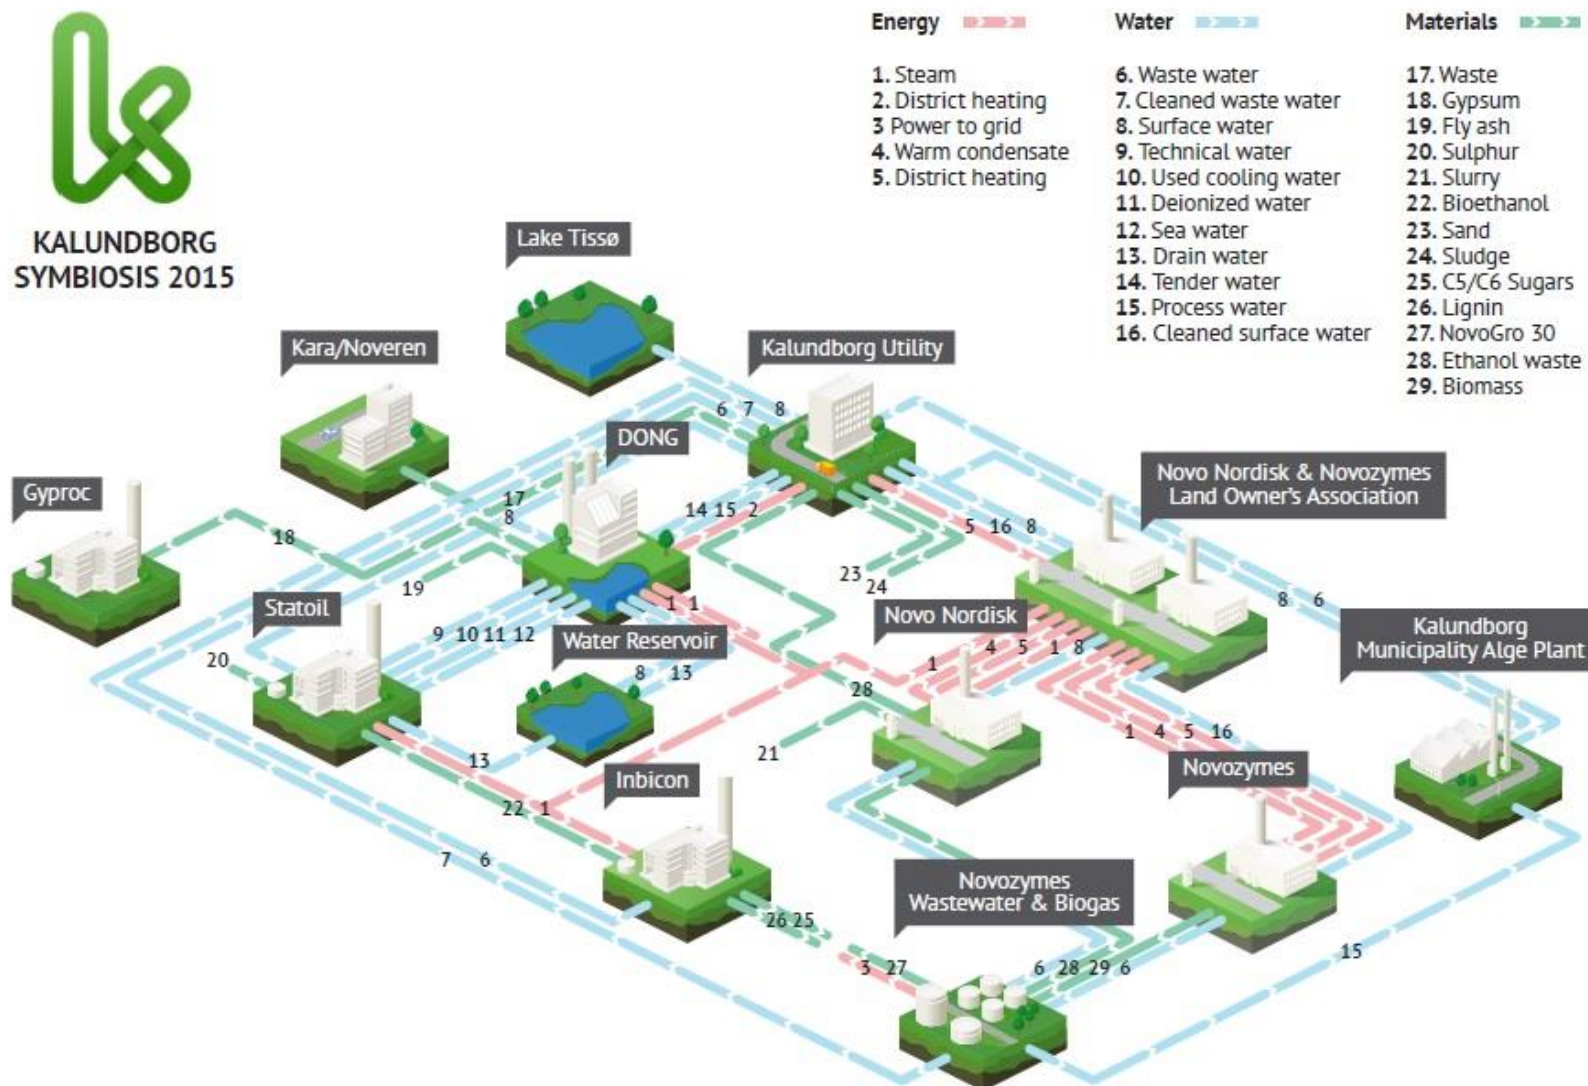 KALUNDBORG
SYMBIOSIS 2015
Energy
1. Steam
2. District heating
3 Power to grid
4. Warm condensate
5. District heating
Water
6. Waste water
7. Cleaned waste water
8. Surface water
9. Technical water
10. Used cooling water
11. Deionized water
12. Sea water
13. Drain water
14. Tender water
15. Process water
16. Cleaned surface water
Materials
17. Waste
18. Gypsum
19. Fly ash
20. Sulphur
21. Slurry
22. Bioethanol
23. Sand
24. Sludge
25. C5/C6 Sugars
26. Lignin
27. NovoGro 30
28. Ethanol waste
29. Biomass
Lake Tissø
Kara/Noveren
Kalundborg Utility
6 7 8
DONG
Novo Nordisk & Novozymes
Land Owner's Association
Gyproc
17
8
14 15 2
5 16 8
18
23
24
19
Statoil
1 1
Novo Nordisk
8 6
Kalundborg
Municipality Alge Plant
9 10 11 12
Water Reservoir
1 4 5 1 8
20
8 13
28
21
13
1 4 5 16
Inbicon
Novozymes
22 1
7 6
Novozymes
Wastewater & Biogas
26 25
3 27
6 28 29 6
15